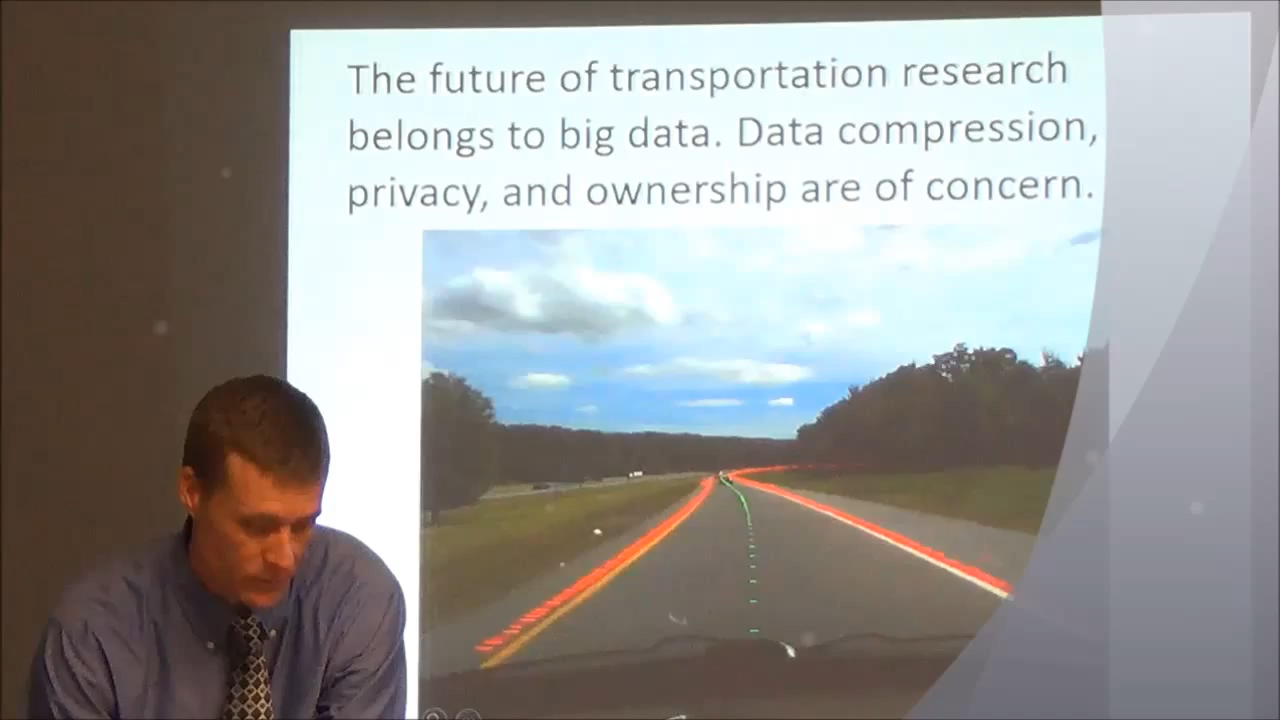 The future of transportation research
belongs to big data. Data compression,
privacy, and ownership are of concern.